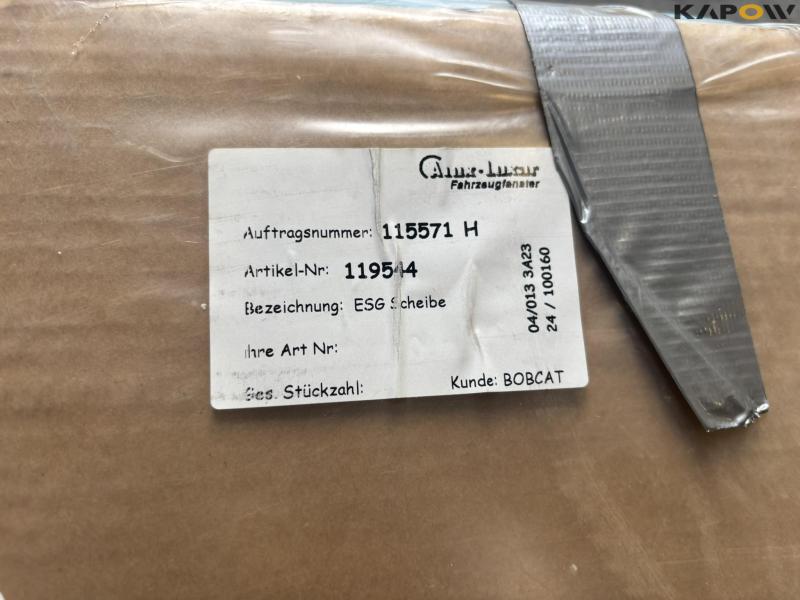 KAPOW
Fahrzeugfenster
Auftragsnummer: 115571 H
Artikel-Nr: 119544
Bezeichnung: ESG Scheibe
Ihre Art Nr:
Ges. Stückzahl:
Kunde: BOBCAT
04/013 3A23
24 / 100160